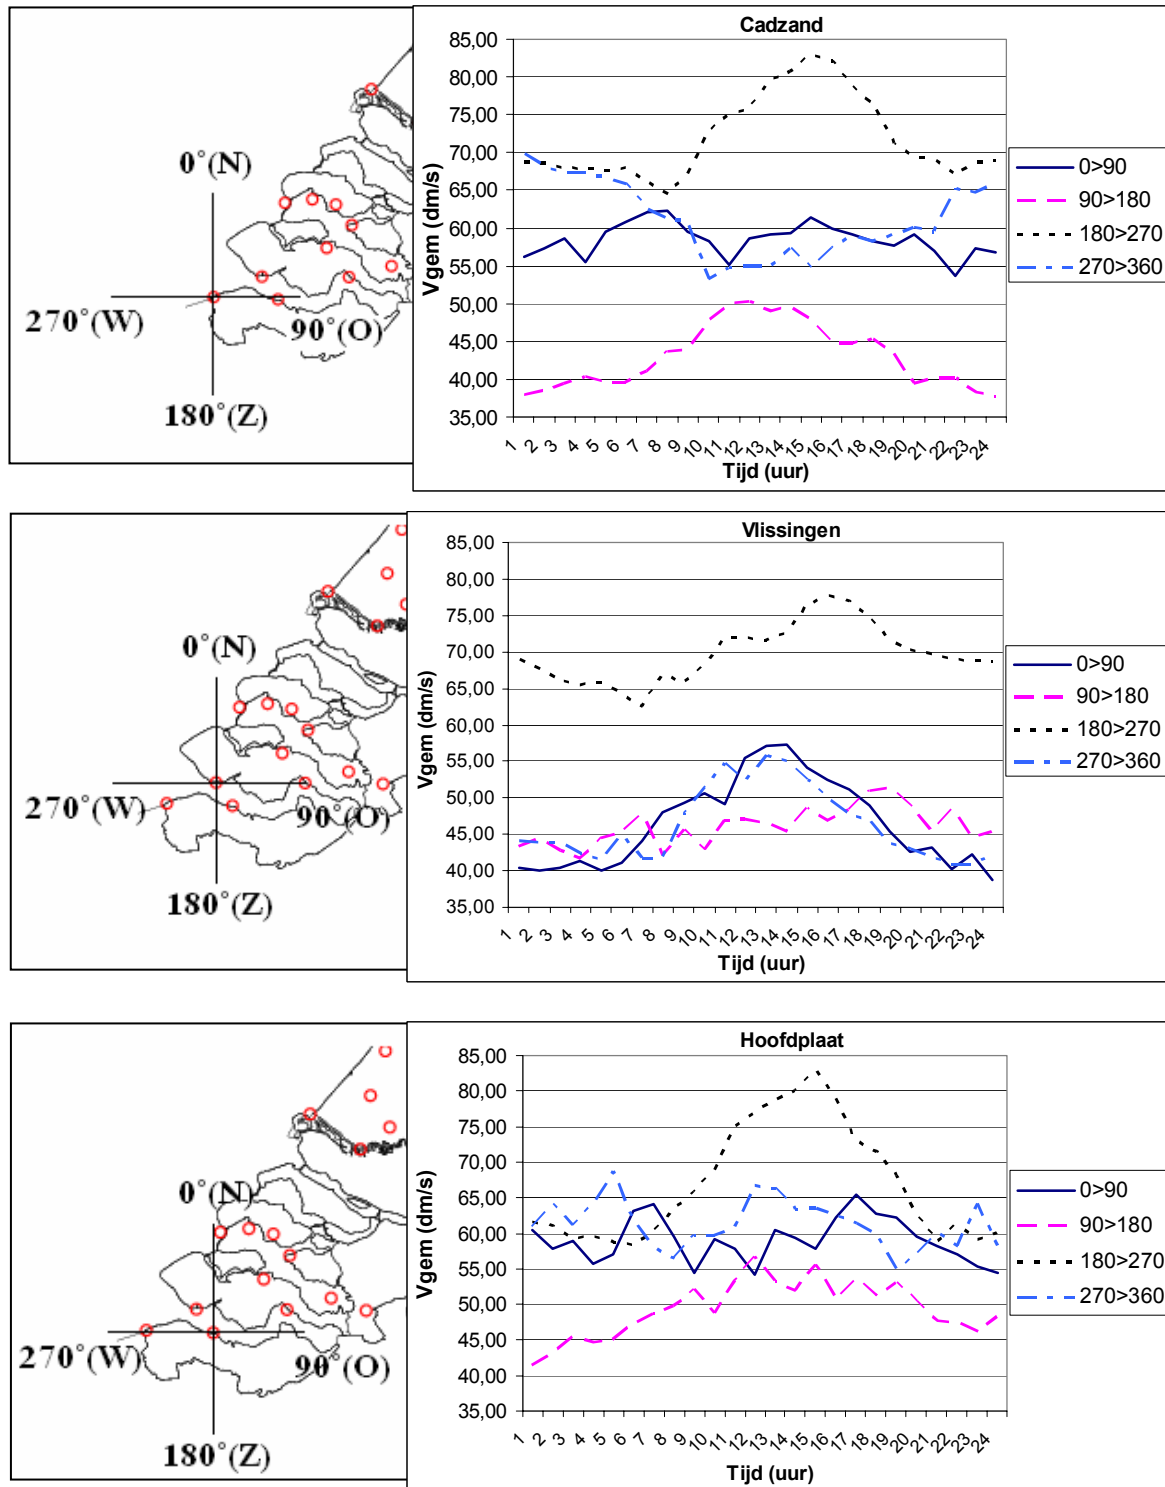 0°(N)
270°(W)
90°(O)
180°(Z)
Cadzand
85,00
80,00
75,00
70,00
65,00
60,00
55,00
50,00
45,00
40,00
35,00
Vgem (dm/s)
1 2 3 4 5 6 7 8 9 10 11 12 13 14 15 16 17 18 19 20 21 22 23 24
Tijd (uur)
0>90
90>180
180>270
270>360
0°(N)
270°(W)
90°(O)
180°(Z)
Vlissingen
85,00
80,00
75,00
70,00
65,00
60,00
55,00
50,00
45,00
40,00
35,00
Vgem (dm/s)
1 2 3 4 5 6 7 8 9 10 11 12 13 14 15 16 17 18 19 20 21 22 23 24
Tijd (uur)
0>90
90>180
180>270
270>360
0°(N)
270°(W)
90°(O)
180°(Z)
Hoofdplaat
85,00
80,00
75,00
70,00
65,00
60,00
55,00
50,00
45,00
40,00
35,00
Vgem (dm/s)
1 2 3 4 5 6 7 8 9 10 11 12 13 14 15 16 17 18 19 20 21 22 23 24
Tijd (uur)
0>90
90>180
180>270
270>360